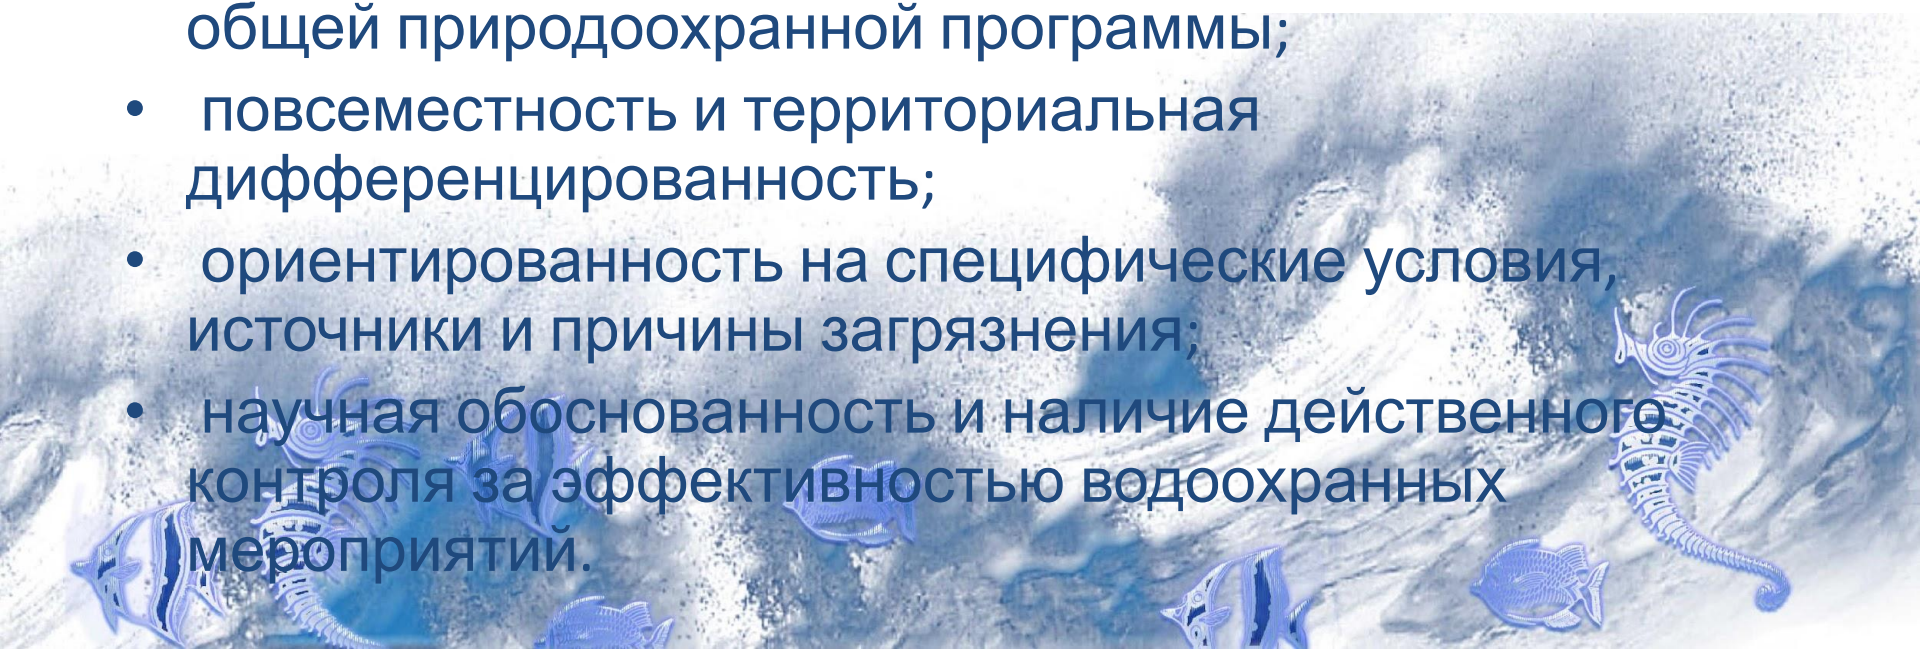 общей природоохранной программы;
• повсеместность и территориальная
дифференцированность;
• ориентированность на специфические условия,
источники и причины загрязнения;
• научная обоснованность и наличие действенного
контроля за эффективностью водоохранных
мероприятий.